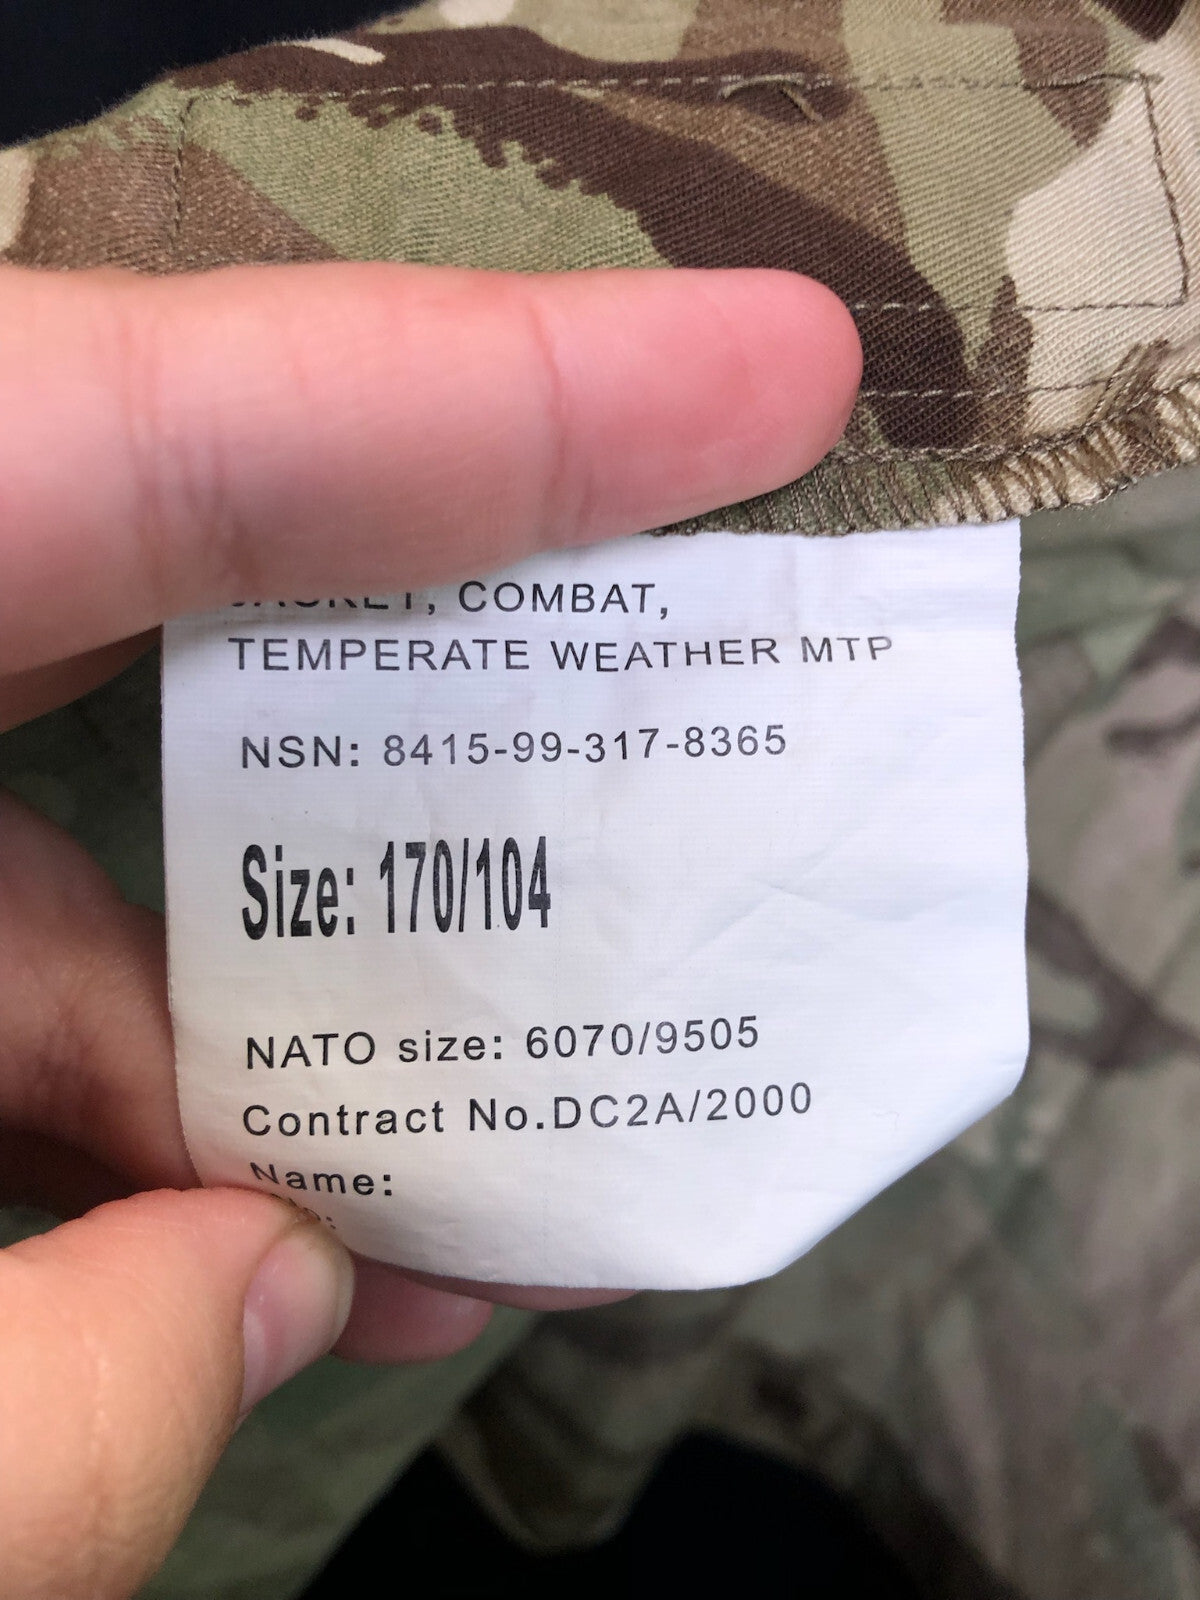 JACKET, COMBAT,
TEMPERATE WEATHER MTP
NSN: 8415-99-317-8365
Size: 170/104
NATO size: 6070/9505
Contract No.DC2A/2000
Name: